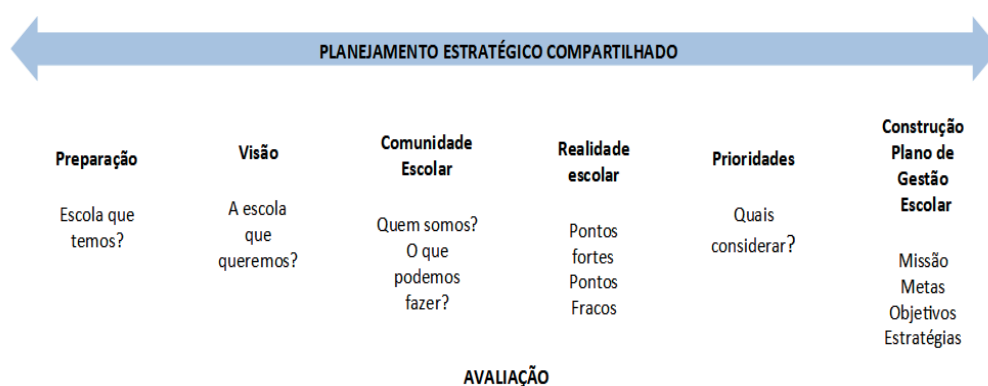 PLANEJAMENTO ESTRATÉGICO COMPARTILHADO
Preparação
Escola que
temos?
Visão
A escola
que
queremos?
Comunidade
Escolar
Quem somos?
O que
podemos
fazer?
Realidade
escolar
Pontos
fortes
Pontos
Fracos
Prioridades
Quais
considerar?
Construção
Plano de
Gestão
Escolar
Missão
Metas
Objetivos
Estratégias
AVALIAÇÃO